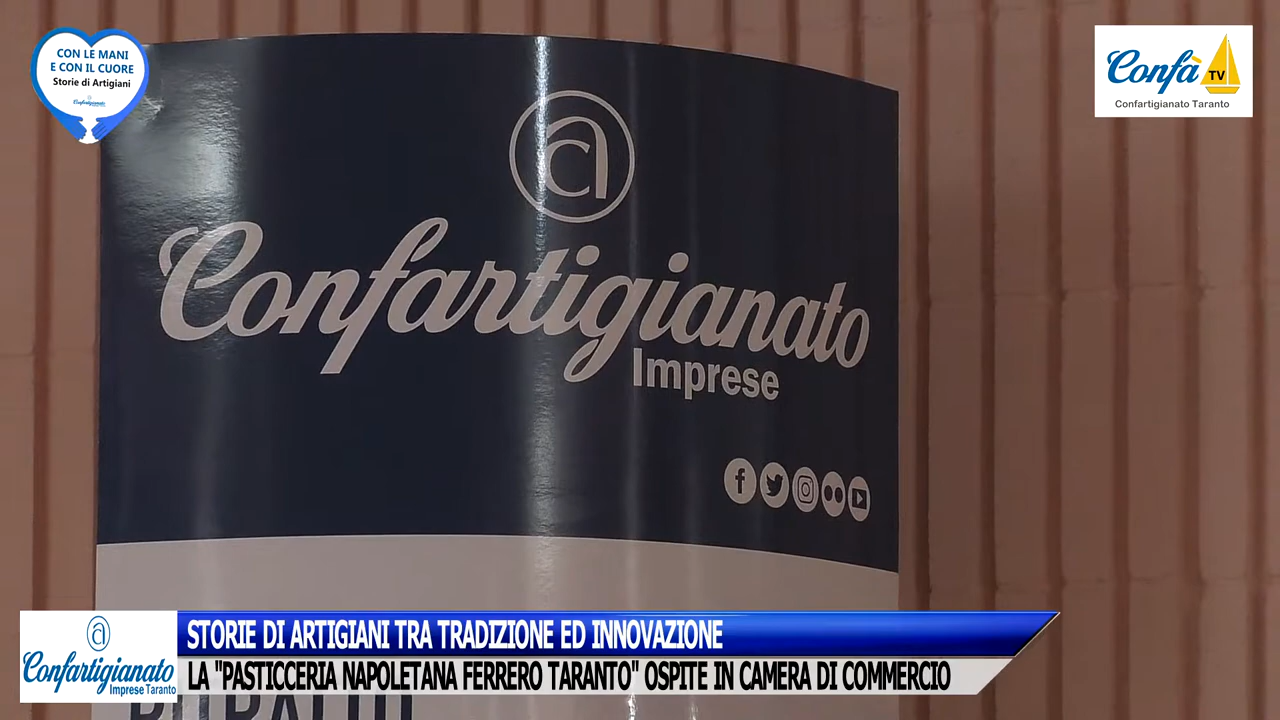 CON LE MANI
E CON IL CUORE
Storie di Artigiani
Confartigianato
Confà TV
Confartigianato Taranto
Confartigianato
Imprese
STORIE DI ARTIGIANI TRA TRADIZIONE ED INNOVAZIONE
Confartigianato
Imprese Taranto
LA "PASTICCERIA NAPOLETANA FERRERO TARANTO" OSPITE IN CAMERA DI COMMERCIO